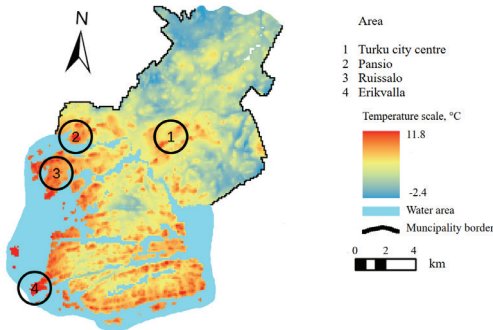 N
Area
1 Turku city centre
2 Pansio
3 Ruissalo
4 Erikvalla
Temperature scale, °C
11.8
-2.4
Water area
Muncipality border
0 2 4
km
1
2
3
4